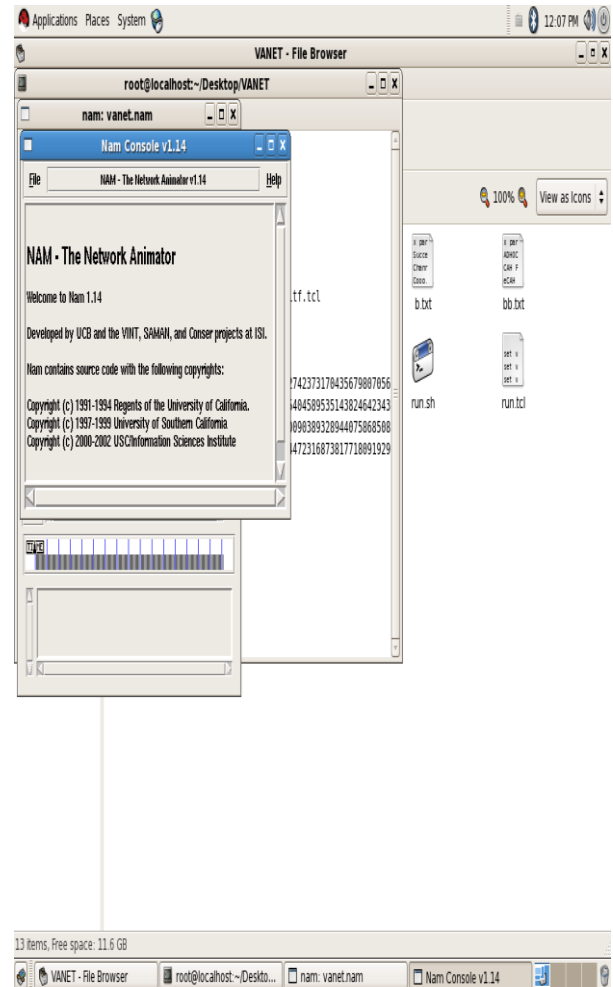 Applications Places System
12:07 PM
VANET - File Browser
root@localhost:~/Desktop/VANET
nam: vanet.nam
Nam Console v1.14
File
NAM - The Network Animator v1.14
Help
100%
View as Icons
NAM - The Network Animator
Welcome to Nam 1.14
Developed by UCB and the VINT, SAMAN, and Conser projects at ISI.
Nam contains source code with the following copyrights:
Copyright (c) 1991-1994 Regents of the University of California.
Copyright (c) 1997-1999 University of Southern California
Copyright (c) 2000-2002 USC/Information Sciences Institute
tf.tcl
b.txt
bb.txt
set v
set v
set v
run.sh
run.tcl
TIME
13 items, Free space: 11.6 GB
VANET - File Browser
root@localhost:~/Deskto...
nam: vanet.nam
Nam Console v1.14